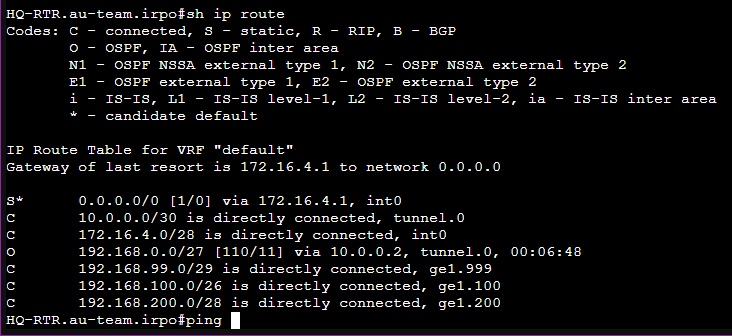 HQ-RTR.au-team.irpo#sh ip route
Codes: C - connected, S - static, R - RIP, B - BGP
       O - OSPF, IA - OSPF inter area
       N1 - OSPF NSSA external type 1, N2 - OSPF NSSA external type 2
       E1 - OSPF external type 1, E2 - OSPF external type 2
       i - IS-IS, L1 - IS-IS level-1, L2 - IS-IS level-2, ia - IS-IS inter area
       * - candidate default
IP Route Table for VRF "default"
Gateway of last resort is 172.16.4.1 to network 0.0.0.0
S*      0.0.0.0/0 [1/0] via 172.16.4.1, int0
C       10.0.0.0/30 is directly connected, tunnel.0
C       172.16.4.0/28 is directly connected, int0
O       192.168.0.0/27 [110/11] via 10.0.0.2, tunnel.0, 00:06:48
C       192.168.99.0/29 is directly connected, ge1.999
C       192.168.100.0/26 is directly connected, ge1.100
C       192.168.200.0/28 is directly connected, ge1.200
HQ-RTR.au-team.irpo#ping